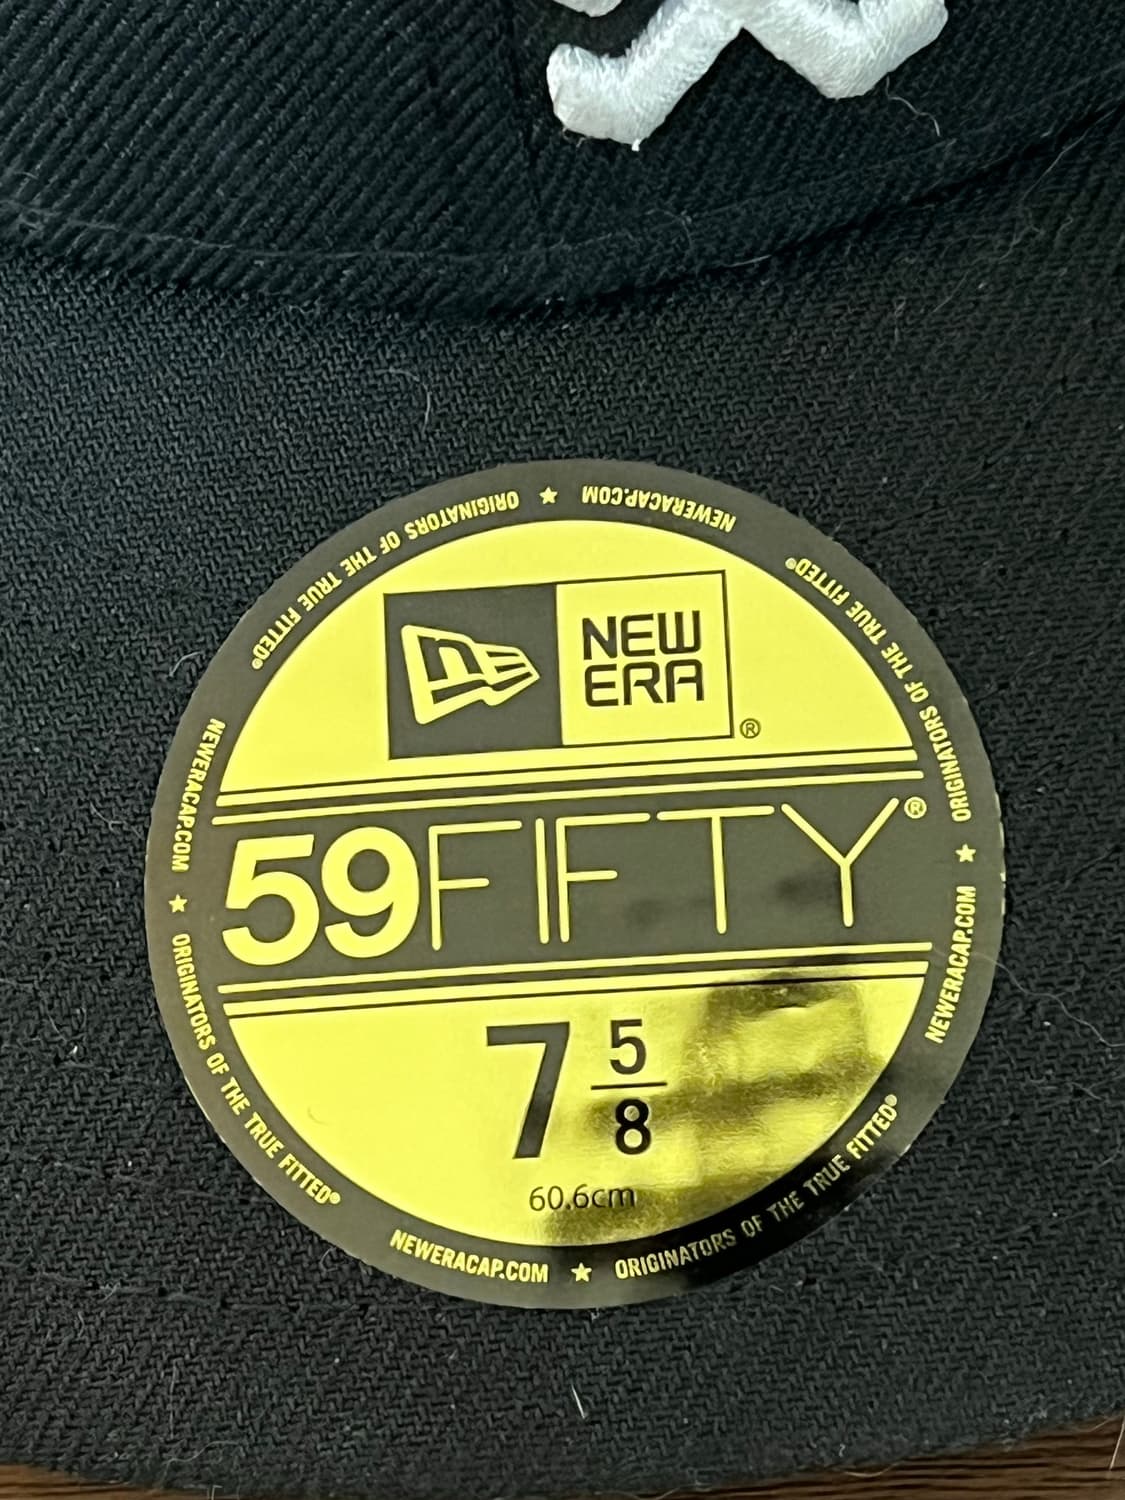 NEW
ERA®
59FIFTY®
7 5/8
60.6cm
NEWERACAP.COM ★ ORIGINATORS OF THE TRUE FITTED®
NEWERACAP.COM ★ ORIGINATORS OF THE TRUE FITTED®
NEWERACAP.COM ★ ORIGINATORS OF THE TRUE FITTED®
NEWERACAP.COM ★ ORIGINATORS OF THE TRUE FITTED®